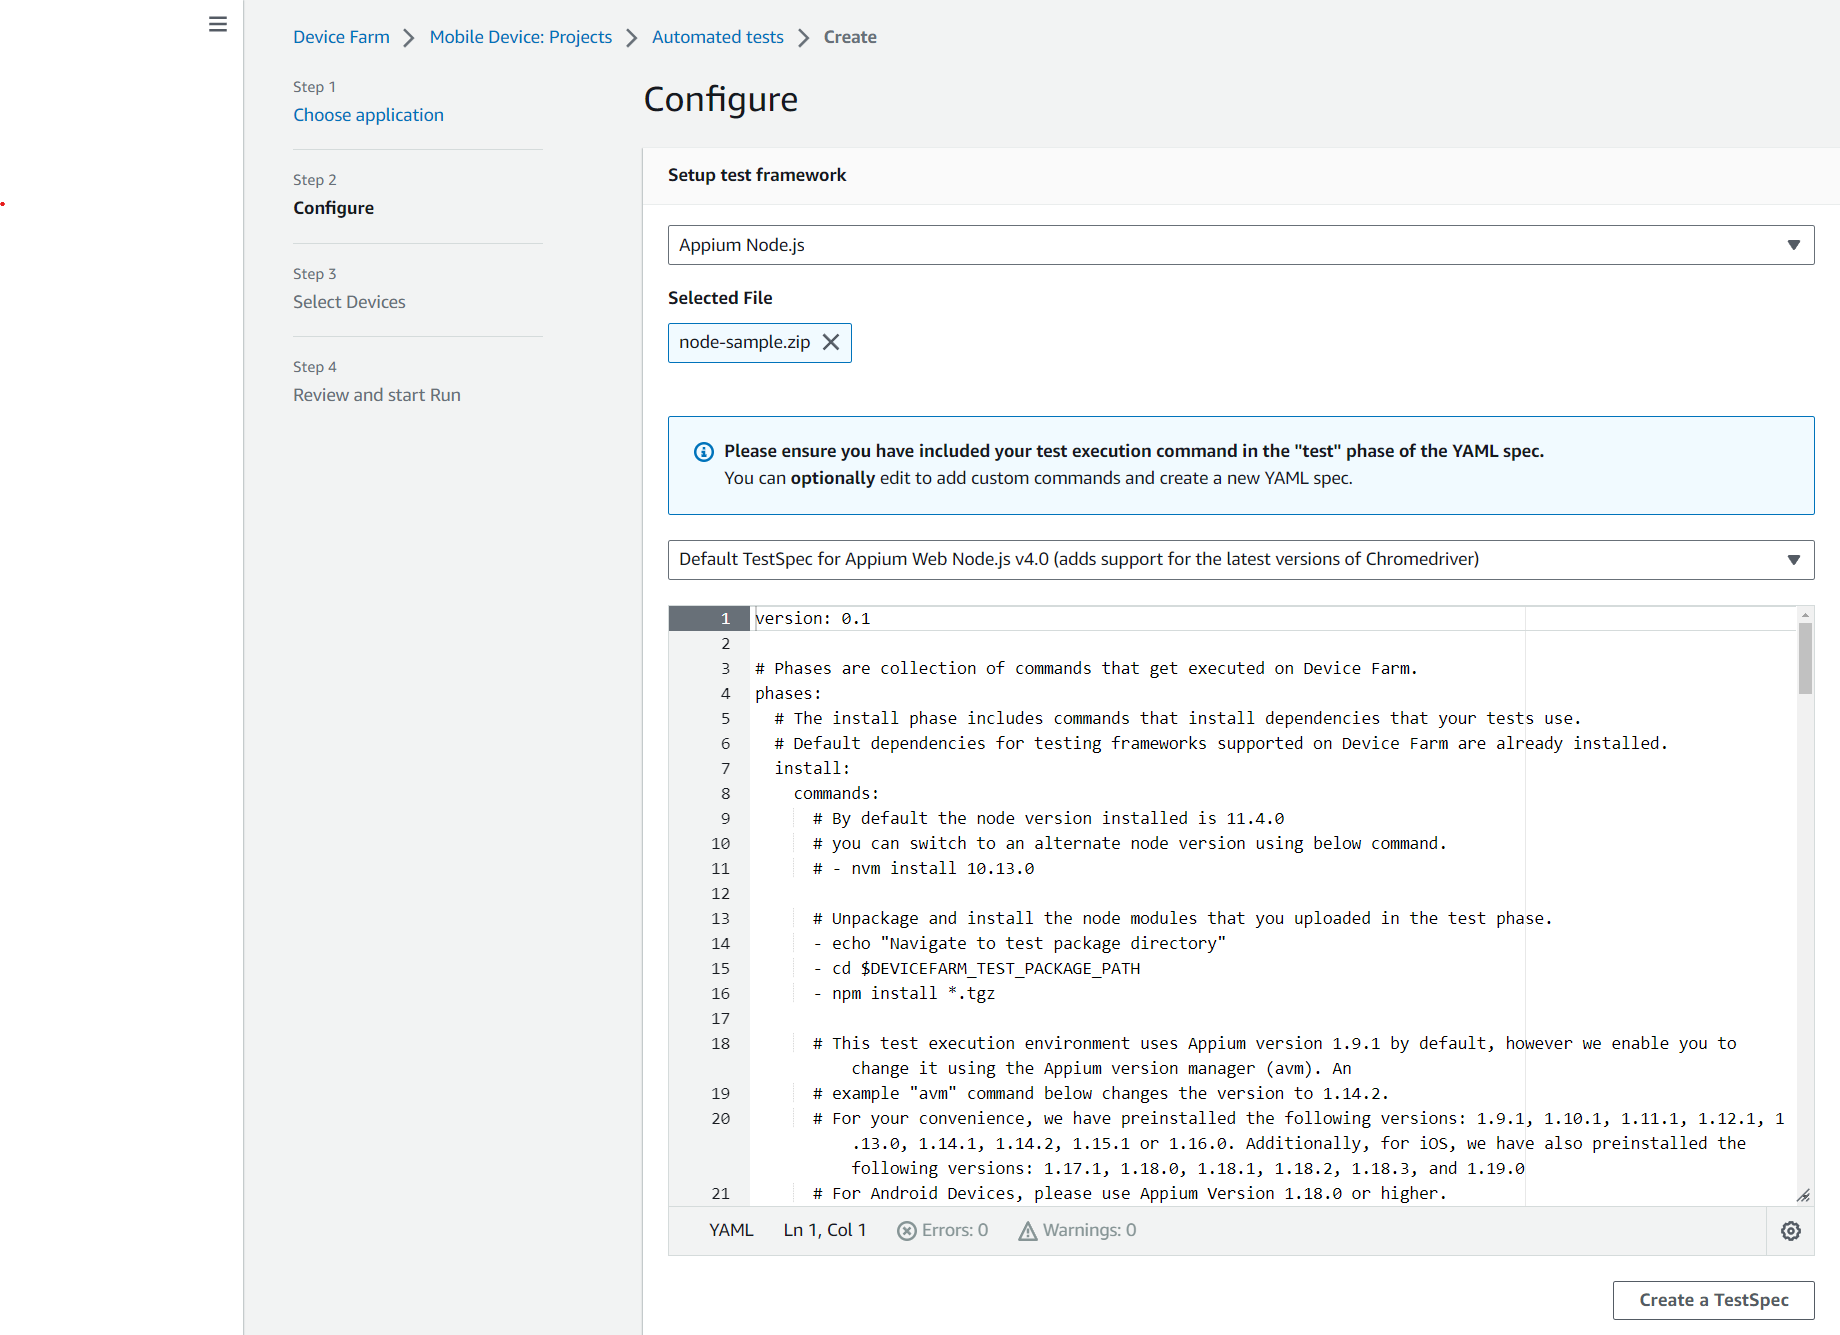 Device Farm > Mobile Device: Projects > Automated tests > Create
Step 1
Choose application
Step 2
Configure
Step 3
Select Devices
Step 4
Review and start Run
Configure
Setup test framework
Appium Node.js
Selected File
node-sample.zip
Please ensure you have included your test execution command in the "test" phase of the YAML spec.
You can optionally edit to add custom commands and create a new YAML spec.
Default TestSpec for Appium Web Node.js v4.0 (adds support for the latest versions of Chromedriver)
1 version: 0.1
2
3 # Phases are collection of commands that get executed on Device Farm.
4 phases:
5 # The install phase includes commands that install dependencies that your tests use.
6 # Default dependencies for testing frameworks supported on Device Farm are already installed.
7 install:
8 commands:
9 # By default the node version installed is 11.4.0
10 # you can switch to an alternate node version using below command.
11 # - nvm install 10.13.0
12
13 # Unpackage and install the node modules that you uploaded in the test phase.
14 - echo "Navigate to test package directory"
15 - cd $DEVICEFARM_TEST_PACKAGE_PATH
16 - npm install *.tgz
17
18 # This test execution environment uses Appium version 1.9.1 by default, however we enable you to
change it using the Appium version manager (avm). An
19 # example "avm" command below changes the version to 1.14.2.
20 # For your convenience, we have preinstalled the following versions: 1.9.1, 1.10.1, 1.11.1, 1.12.1, 1
.13.0, 1.14.1, 1.14.2, 1.15.1 or 1.16.0. Additionally, for iOS, we have also preinstalled the
following versions: 1.17.1, 1.18.0, 1.18.1, 1.18.2, 1.18.3, and 1.19.0
21 # For Android Devices, please use Appium Version 1.18.0 or higher.
YAML Ln 1, Col 1 Errors: 0 Warnings: 0
Create a TestSpec